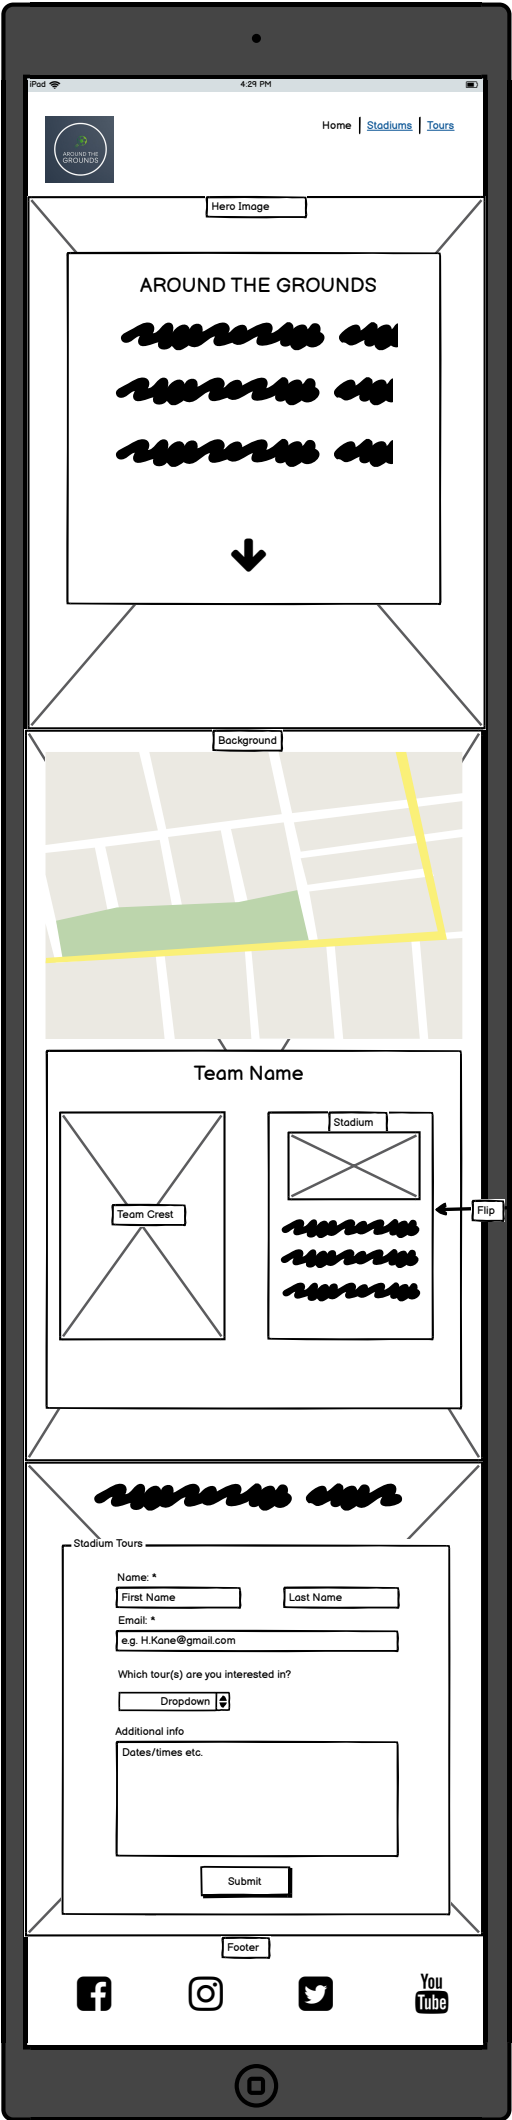 iPad 4:29 PM
AROUND THE
GROUNDS
Home Stadiums Tours
Hero Image
AROUND THE GROUNDS
Background
Team Name
Stadium
Team Crest
Flip
Stadium Tours
Name: *
First Name Last Name
Email: *
e.g. H.Kane@gmail.com
Which tour(s) are you interested in?
Dropdown
Additional info
Dates/times etc.
Submit
Footer
You
Tube